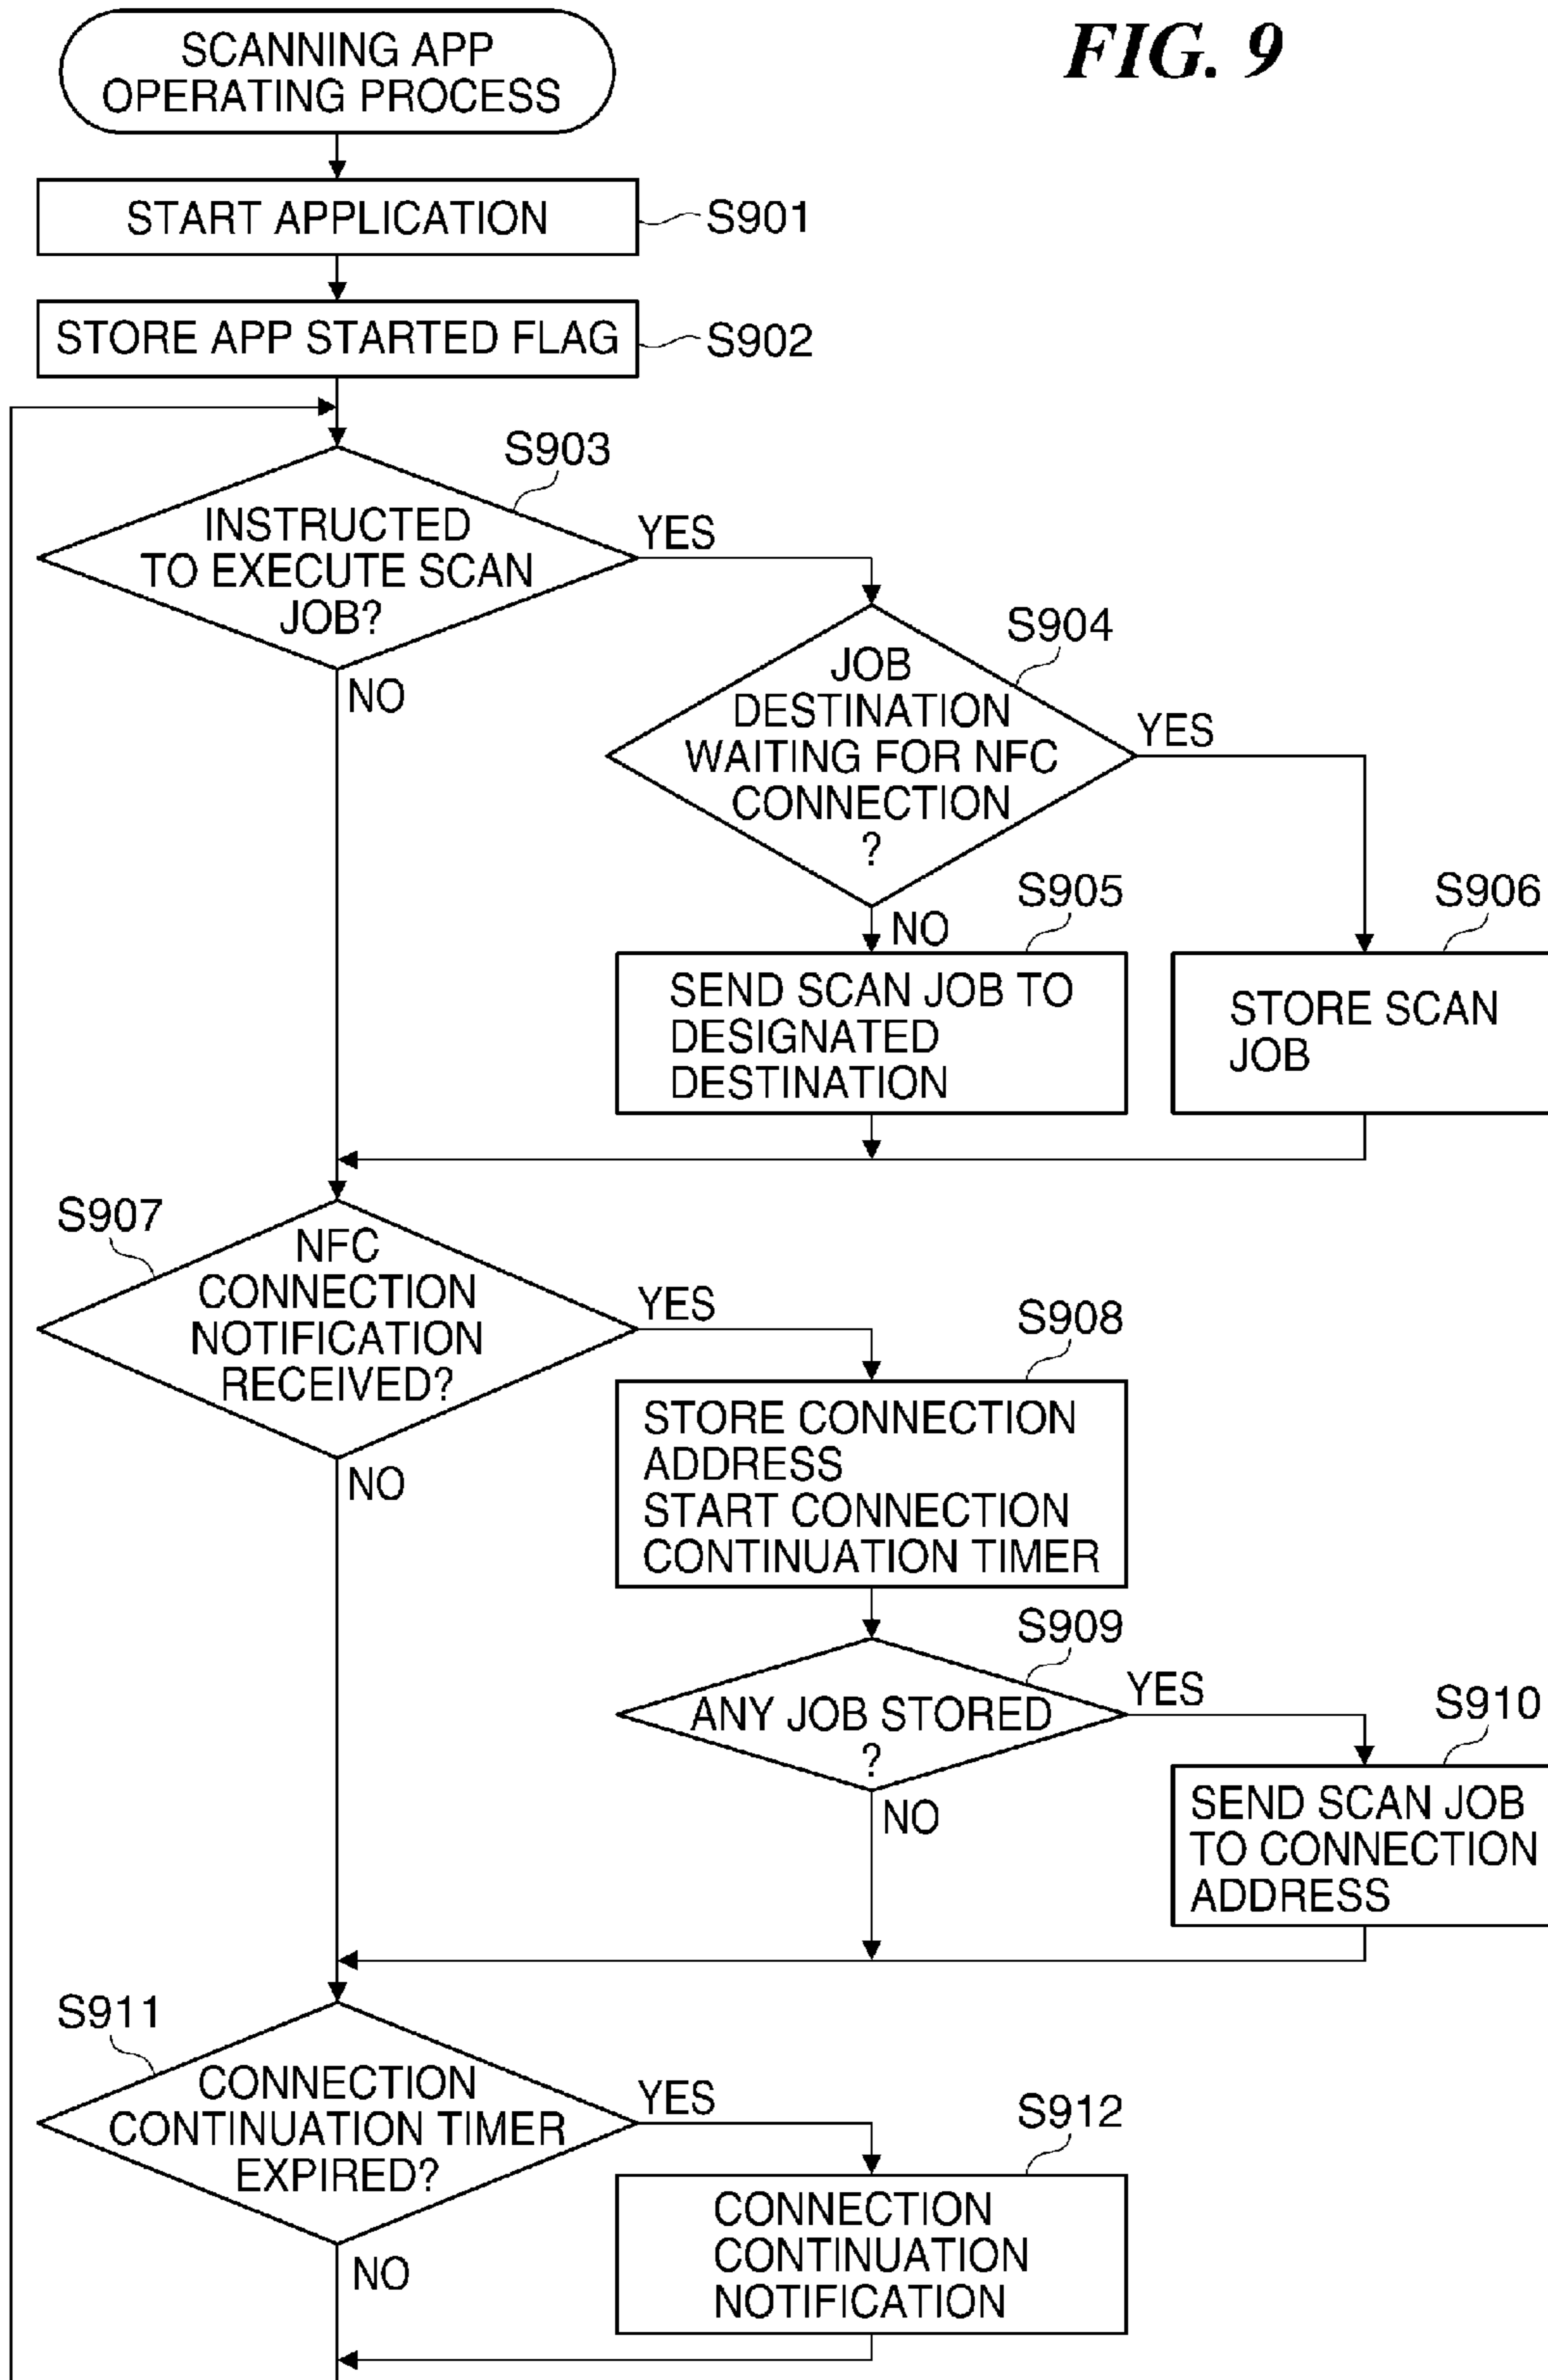 FIG. 9
SCANNING APP
OPERATING PROCESS
START APPLICATION
S901
STORE APP STARTED FLAG
S902
S903
INSTRUCTED
TO EXECUTE SCAN
JOB?
YES
NO
S904
JOB
DESTINATION
WAITING FOR NFC
CONNECTION
?
YES
NO
S905
SEND SCAN JOB TO
DESIGNATED
DESTINATION
S906
STORE SCAN
JOB
S907
NFC
CONNECTION
NOTIFICATION
RECEIVED?
YES
NO
S908
STORE CONNECTION
ADDRESS
START CONNECTION
CONTINUATION TIMER
S909
ANY JOB STORED
?
YES
NO
S910
SEND SCAN JOB
TO CONNECTION
ADDRESS
S911
CONNECTION
CONTINUATION TIMER
EXPIRED?
YES
NO
S912
CONNECTION
CONTINUATION
NOTIFICATION